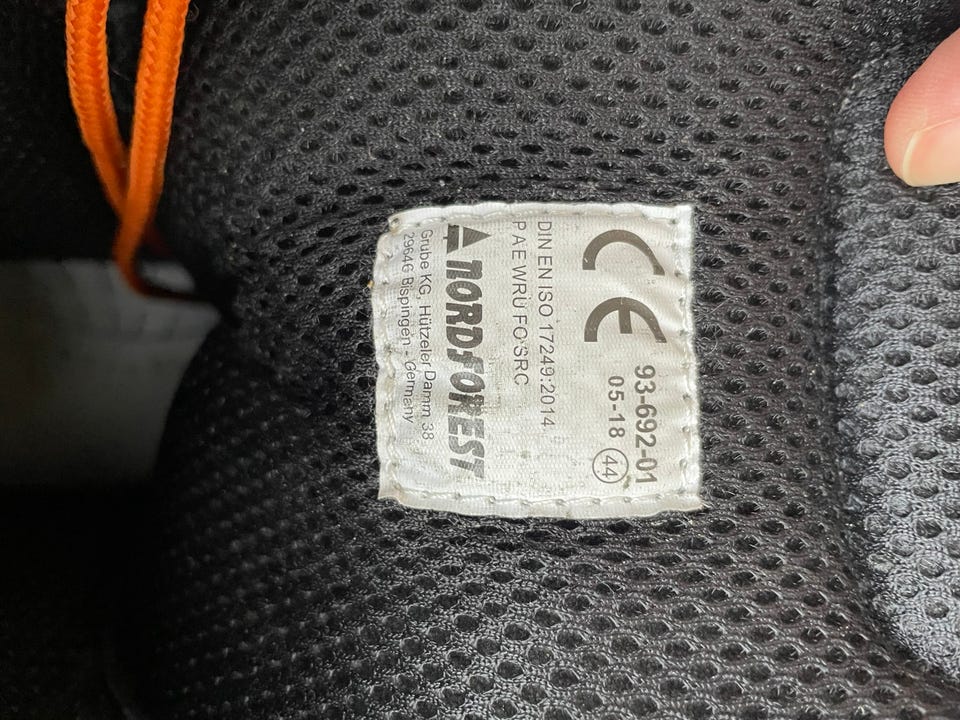 CE 93-692-01
05-18 44
DIN EN ISO 17249:2014
P A E WRU FO SRC
NORDFOREST
Grube KG, Hützeler Damm 38
29646 Bispingen - Germany